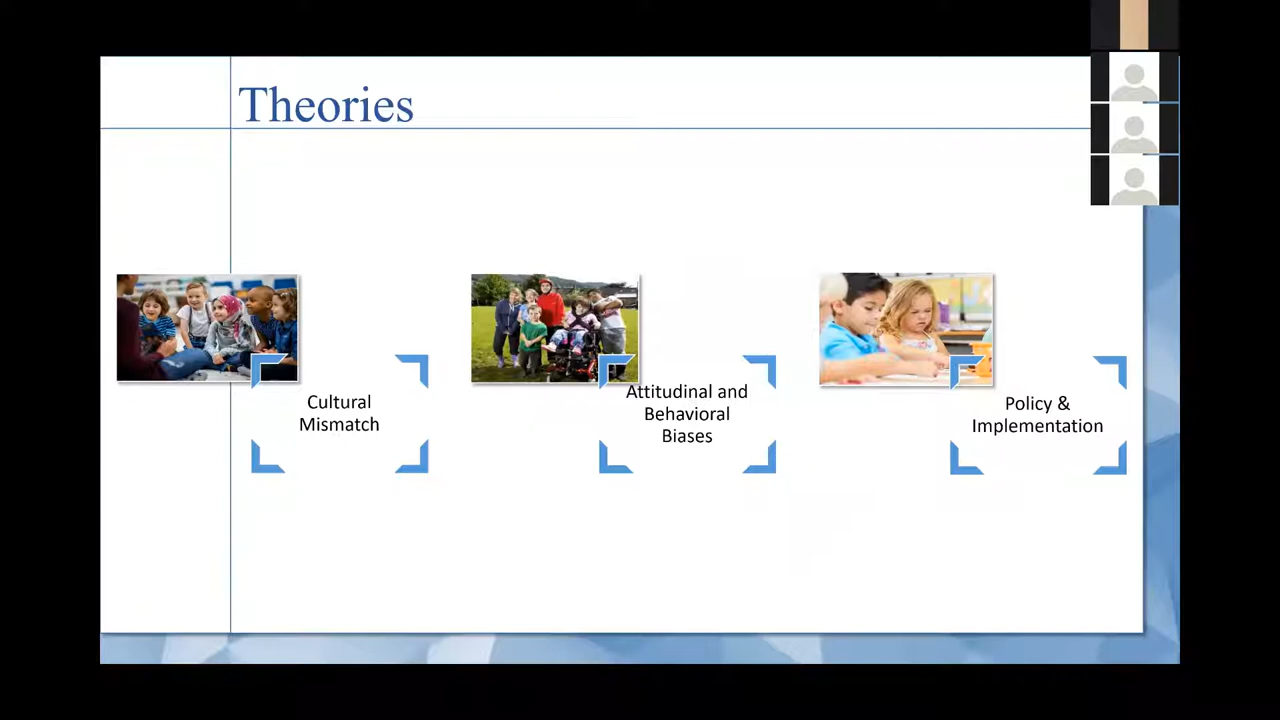 Theories
Cultural
Mismatch
Attitudinal and
Behavioral
Biases
Policy &
Implementation